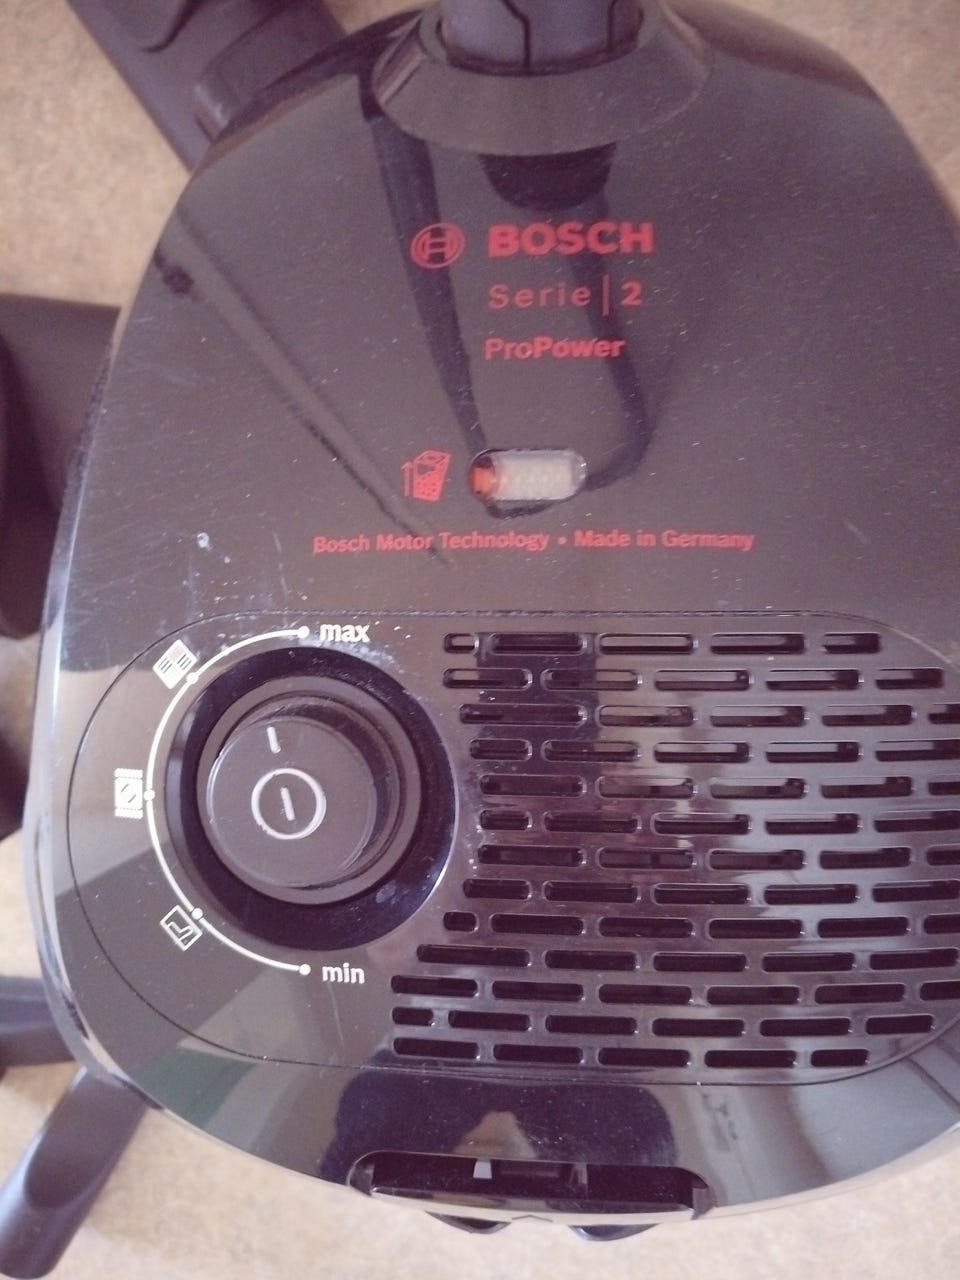 BOSCH
Serie | 2
ProPower
Bosch Motor Technology • Made in Germany
max
min